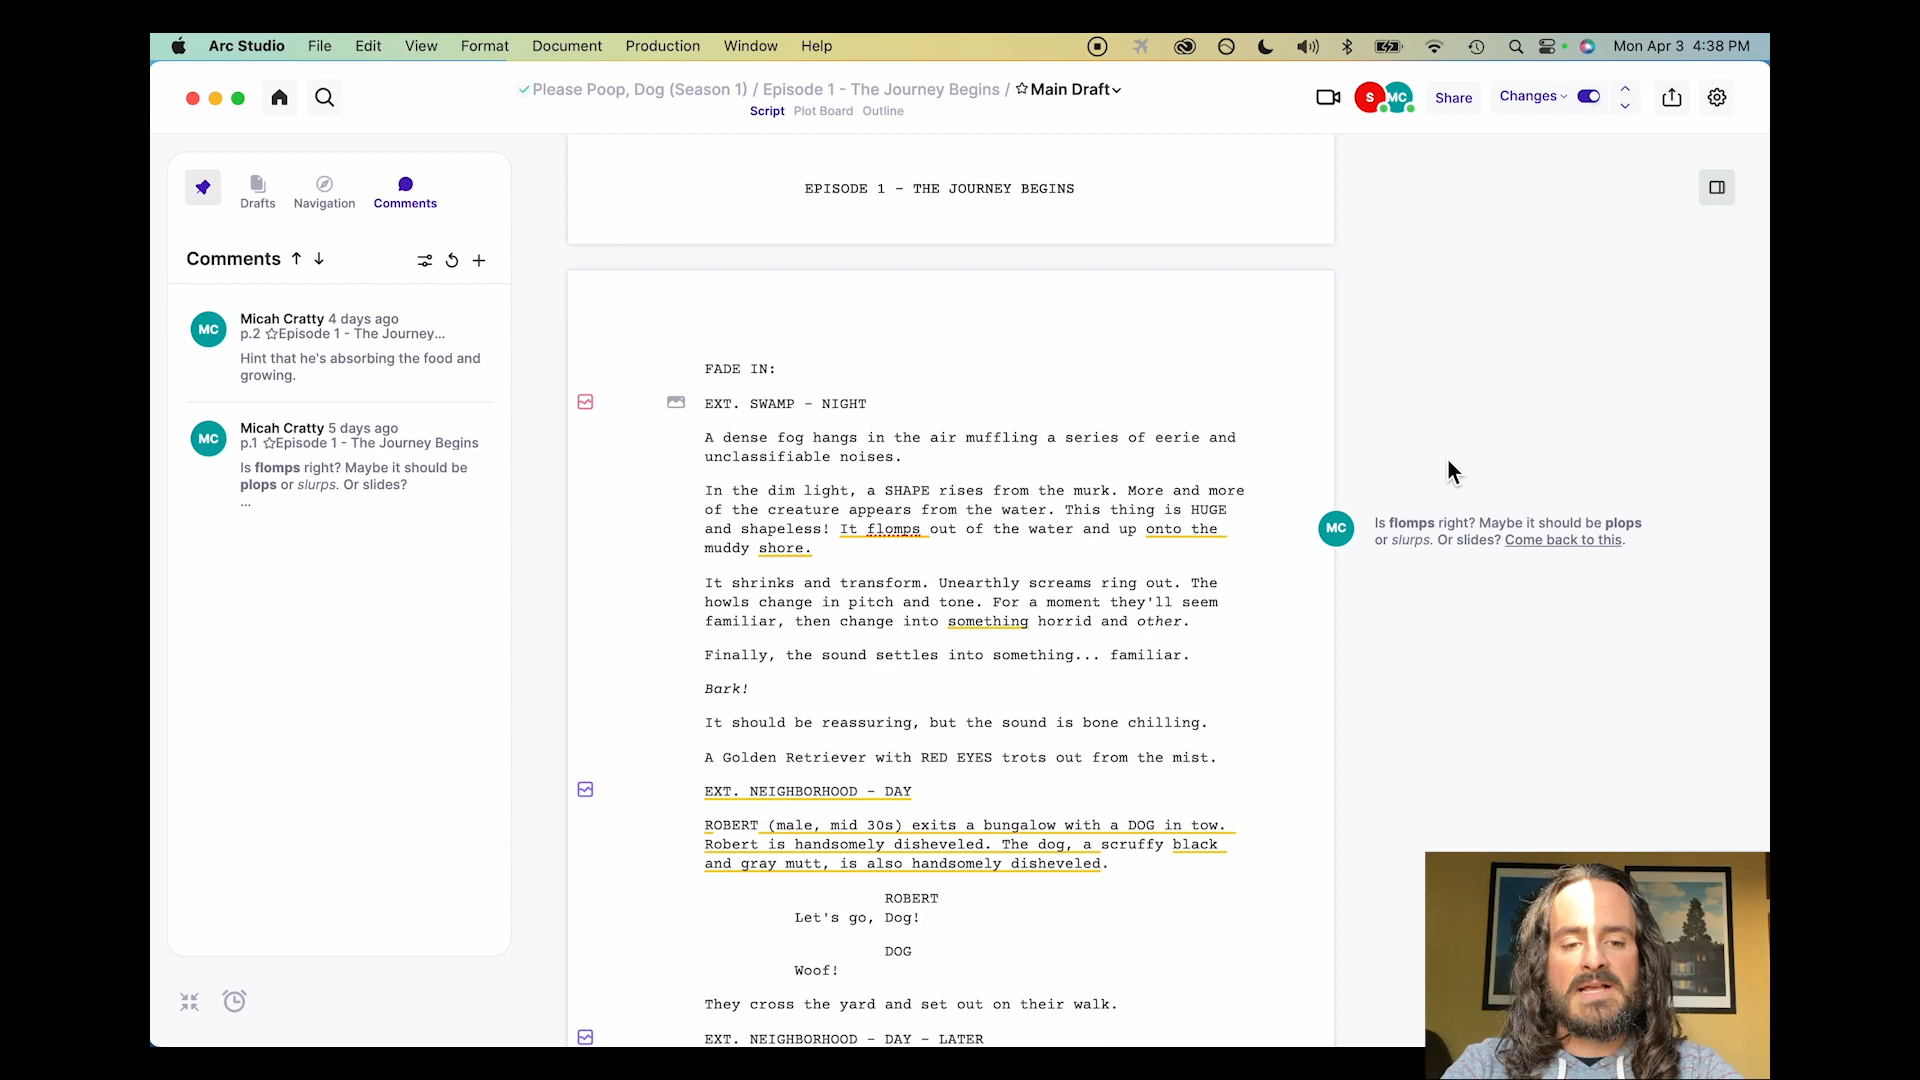 Arc Studio File Edit View Format Document Production Window Help Mon Apr 3 4:38 PM
Please Poop, Dog (Season 1) / Episode 1 - The Journey Begins / ☆Main Draft
Script Plot Board Outline
S MC Share Changes
Drafts Navigation Comments
Comments
MC Micah Cratty 4 days ago
p.2 ☆Episode 1 - The Journey...
Hint that he's absorbing the food and
growing.
MC Micah Cratty 5 days ago
p.1 ☆Episode 1 - The Journey Begins
Is flomps right? Maybe it should be
plops or slurps. Or slides?
...
EPISODE 1 - THE JOURNEY BEGINS
FADE IN:
EXT. SWAMP - NIGHT
A dense fog hangs in the air muffling a series of eerie and
unclassifiable noises.
In the dim light, a SHAPE rises from the murk. More and more
of the creature appears from the water. This thing is HUGE
and shapeless! It flomps out of the water and up onto the
muddy shore.
It shrinks and transform. Unearthly screams ring out. The
howls change in pitch and tone. For a moment they'll seem
familiar, then change into something horrid and other.
Finally, the sound settles into something... familiar.
Bark!
It should be reassuring, but the sound is bone chilling.
A Golden Retriever with RED EYES trots out from the mist.
EXT. NEIGHBORHOOD - DAY
ROBERT (male, mid 30s) exits a bungalow with a DOG in tow.
Robert is handsomely disheveled. The dog, a scruffy black
and gray mutt, is also handsomely disheveled.
ROBERT
Let's go, Dog!
DOG
Woof!
They cross the yard and set out on their walk.
EXT. NEIGHBORHOOD - DAY - LATER
MC Is flomps right? Maybe it should be plops
or slurps. Or slides? Come back to this.